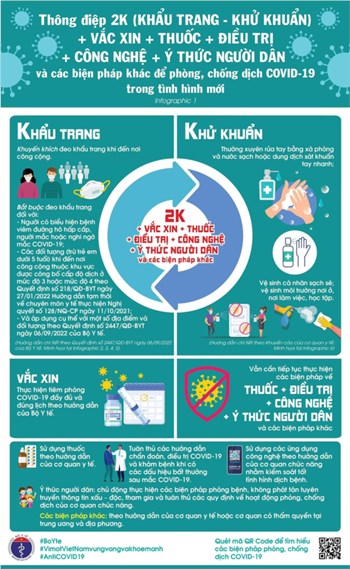 Thông điệp 2K (KHẨU TRANG - KHỬ KHUẨN)
+ VẮC XIN + THUỐC + ĐIỀU TRỊ
+ CÔNG NGHỆ + Ý THỨC NGƯỜI DÂN
và các biện pháp khác để phòng, chống dịch COVID-19
trong tình hình mới
Infographic 1
KHẨU TRANG
Khuyến khích đeo khẩu trang khi đến nơi
công cộng.
Bắt buộc đeo khẩu trang
đối với:
- Người có biểu hiện bệnh
viêm đường hô hấp cấp,
người mắc hoặc nghi ngờ
mắc COVID-19;
- Các đối tượng (trừ trẻ em
dưới 5 tuổi) khi đến nơi
công cộng thuộc khu vực
được công bố cấp độ dịch ở
mức độ 3 hoặc mức độ 4 theo
Quyết định số 218/QĐ-BYT ngày
27/01/2022 Hướng dẫn tạm thời
về chuyên môn y tế thực hiện Nghị
quyết số 128/NQ-CP ngày 11/10/2021;
- Và áp dụng cụ thể với một số địa điểm và
đối tượng theo Quyết định số 2447/QĐ-BYT
ngày 06/09/2022 của Bộ Y tế.
(Hướng dẫn chi tiết theo Quyết định số 2447/QĐ-BYT ngày 06/09/2022
của Bộ Y Tế. Minh họa tại Infographic 2, 3, 4, 5)
KHỬ KHUẨN
Thường xuyên rửa tay bằng xà phòng
và nước sạch hoặc dung dịch sát khuẩn
tay nhanh;
Vệ sinh cá nhân sạch sẽ; vệ
sinh môi trường nơi ở,
nơi làm việc, học tập.
(Hướng dẫn chi tiết theo khuyến cáo của cơ quan y tế.
Minh họa tại Infographic 6)
2K
+ VẮC XIN + THUỐC
+ ĐIỀU TRỊ + CÔNG NGHỆ
+ Ý THỨC NGƯỜI DÂN
và các biện pháp khác
VẮC XIN
Thực hiện tiêm phòng
COVID-19 đầy đủ và
đúng lịch theo hướng dẫn
của Bộ Y tế.
Vẫn cần tiếp tục thực hiện
các biện pháp về
THUỐC + ĐIỀU TRỊ
+ CÔNG NGHỆ
+ Ý THỨC NGƯỜI DÂN
và các biện pháp khác
Sử dụng thuốc
theo hướng dẫn
của cơ quan y tế.
Tuân thủ các hướng dẫn
chẩn đoán, điều trị COVID-19
và khám bệnh khi có
các dấu hiệu bất thường
sau mắc COVID-19.
Sử dụng các ứng dụng
công nghệ theo hướng dẫn
của cơ quan chức năng
nhằm kiểm soát tốt
tình hình dịch bệnh.
Ý thức người dân: chủ động thực hiện các biện pháp phòng bệnh, không phát tán tuyên
truyền thông tin xấu - độc, tham gia và tuân thủ các quy định về hoạt động phòng, chống
dịch của cơ quan chức năng.
Các biện pháp khác: theo hướng dẫn của cơ quan y tế hoặc cơ quan có thẩm quyền tại
trung ương và địa phương.
#BoYTe
#VimotVietNamvungvangvakhoemanh
#AntiCOVID19
Quét mã QR Code để tìm hiểu
các biện pháp phòng, chống
dịch COVID-19